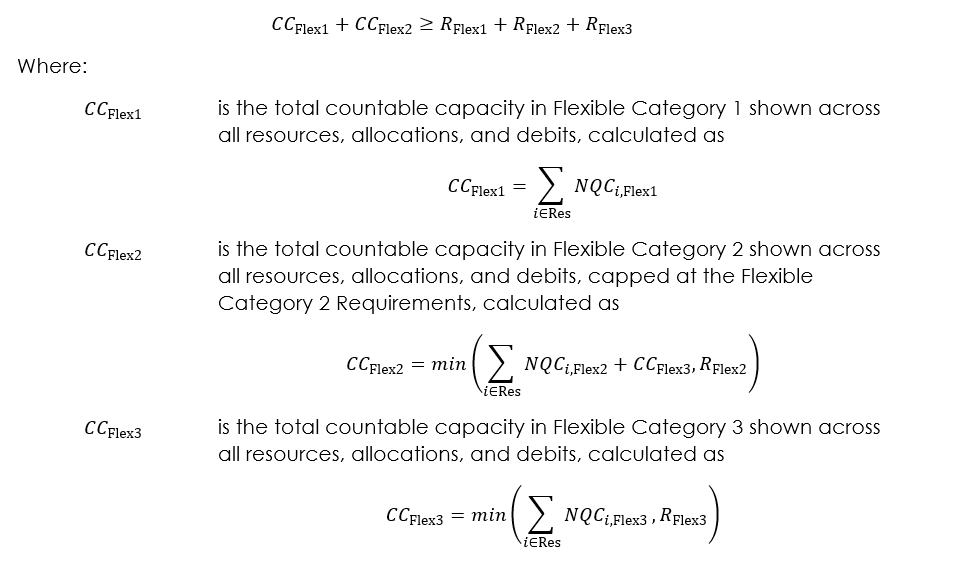 CC_Flex1 + CC_Flex2 ≥ R_Flex1 + R_Flex2 + R_Flex3
Where:
CC_Flex1 is the total countable capacity in Flexible Category 1 shown across
all resources, allocations, and debits, calculated as
CC_Flex1 = ∑_{i∈Res} NQC_{i,Flex1}
CC_Flex2 is the total countable capacity in Flexible Category 2 shown across
all resources, allocations, and debits, capped at the Flexible
Category 2 Requirements, calculated as
CC_Flex2 = min(∑_{i∈Res} NQC_{i,Flex2} + CC_Flex3, R_Flex2)
CC_Flex3 is the total countable capacity in Flexible Category 3 shown across
all resources, allocations, and debits, calculated as
CC_Flex3 = min(∑_{i∈Res} NQC_{i,Flex3} , R_Flex3)